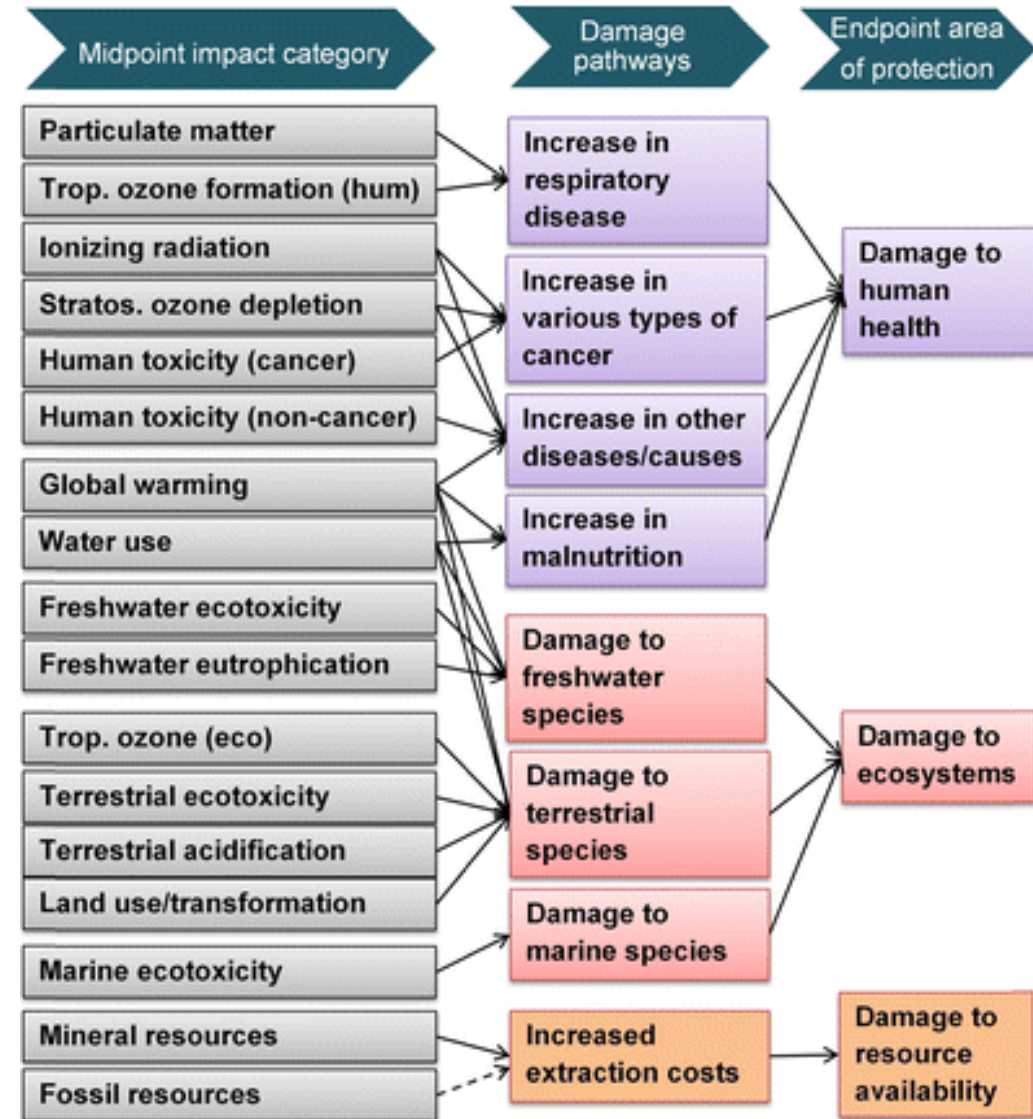 Midpoint impact category
Damage
pathways
Endpoint area
of protection
Particulate matter
Trop. ozone formation (hum)
Ionizing radiation
Stratos. ozone depletion
Human toxicity (cancer)
Human toxicity (non-cancer)
Global warming
Water use
Freshwater ecotoxicity
Freshwater eutrophication
Trop. ozone (eco)
Terrestrial ecotoxicity
Terrestrial acidification
Land use/transformation
Marine ecotoxicity
Mineral resources
Fossil resources
Increase in
respiratory
disease
Increase in
various types of
cancer
Increase in other
diseases/causes
Increase in
malnutrition
Damage to
freshwater
species
Damage to
terrestrial
species
Damage to
marine species
Increased
extraction costs
Damage to
human
health
Damage to
ecosystems
Damage to
resource
availability